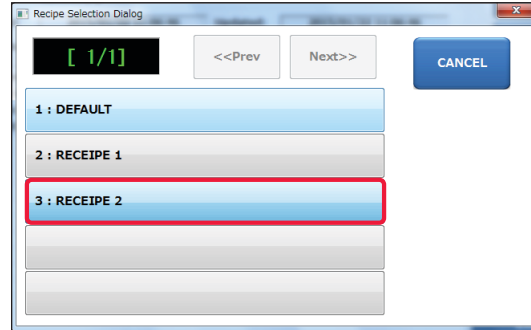 Recipe Selection Dialog
[ 1/1]
<<Prev
Next>>
CANCEL
1 : DEFAULT
2 : RECEIPE 1
3 : RECEIPE 2